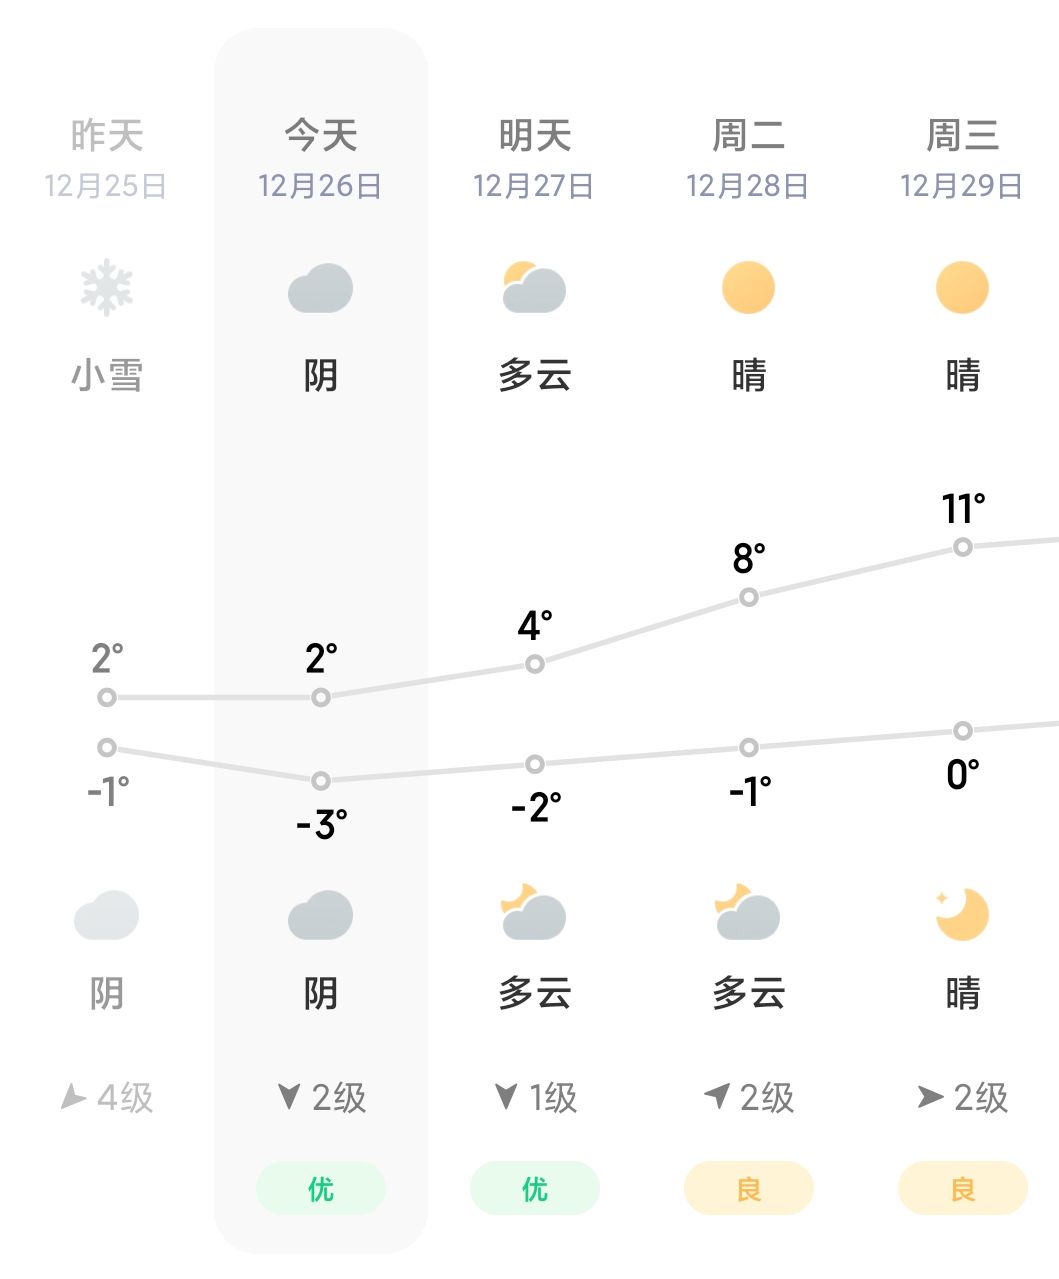 昨天 今天 明天 周二 周三
12月25日 12月26日 12月27日 12月28日 12月29日
小雪 阴 多云 晴 晴
2° 2° 4° 8° 11°
-1° -3° -2° -1° 0°
阴 阴 多云 多云 晴
4级 2级 1级 2级 2级
优 优 良 良